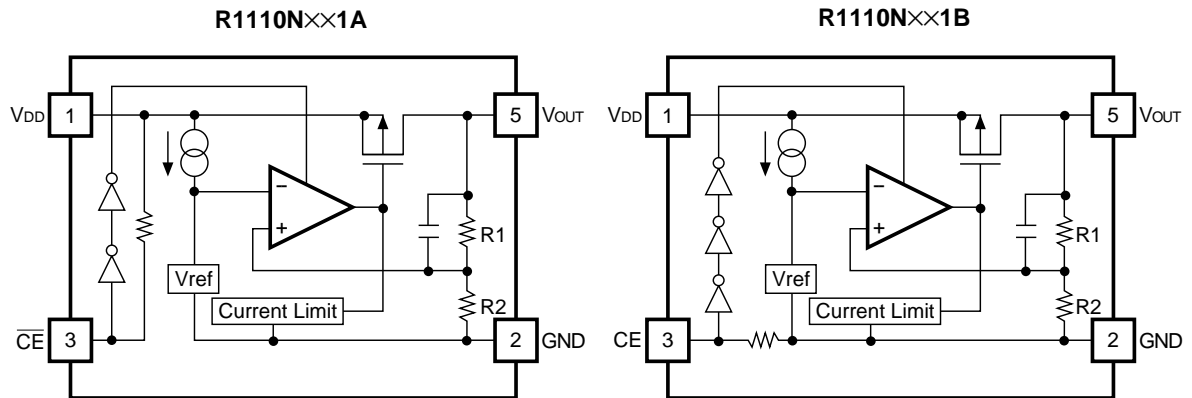 R1110N××1A
VDD 1
5 VOUT
−
+
R1
Vref
R2
Current Limit
C̅E̅ 3
2 GND
R1110N××1B
VDD 1
5 VOUT
−
+
R1
Vref
R2
Current Limit
CE 3
2 GND